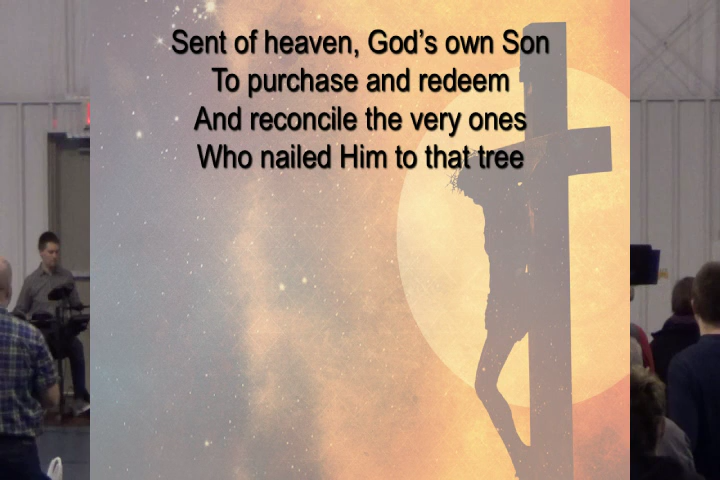 Sent of heaven, God’s own Son
To purchase and redeem
And reconcile the very ones
Who nailed Him to that tree